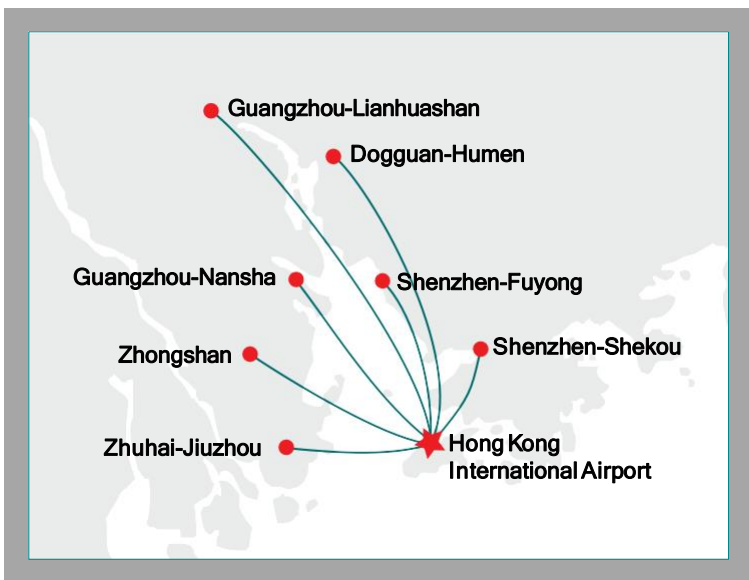 Guangzhou-Lianhuashan
Dogguan-Humen
Guangzhou-Nansha
Shenzhen-Fuyong
Zhongshan
Shenzhen-Shekou
Zhuhai-Jiuzhou
Hong Kong
International Airport